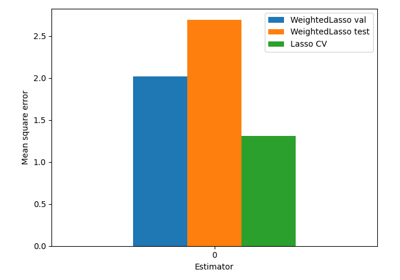 WeightedLasso val
WeightedLasso test
Lasso CV
Mean square error
2.5
2.0
1.5
1.0
0.5
0.0
0
Estimator